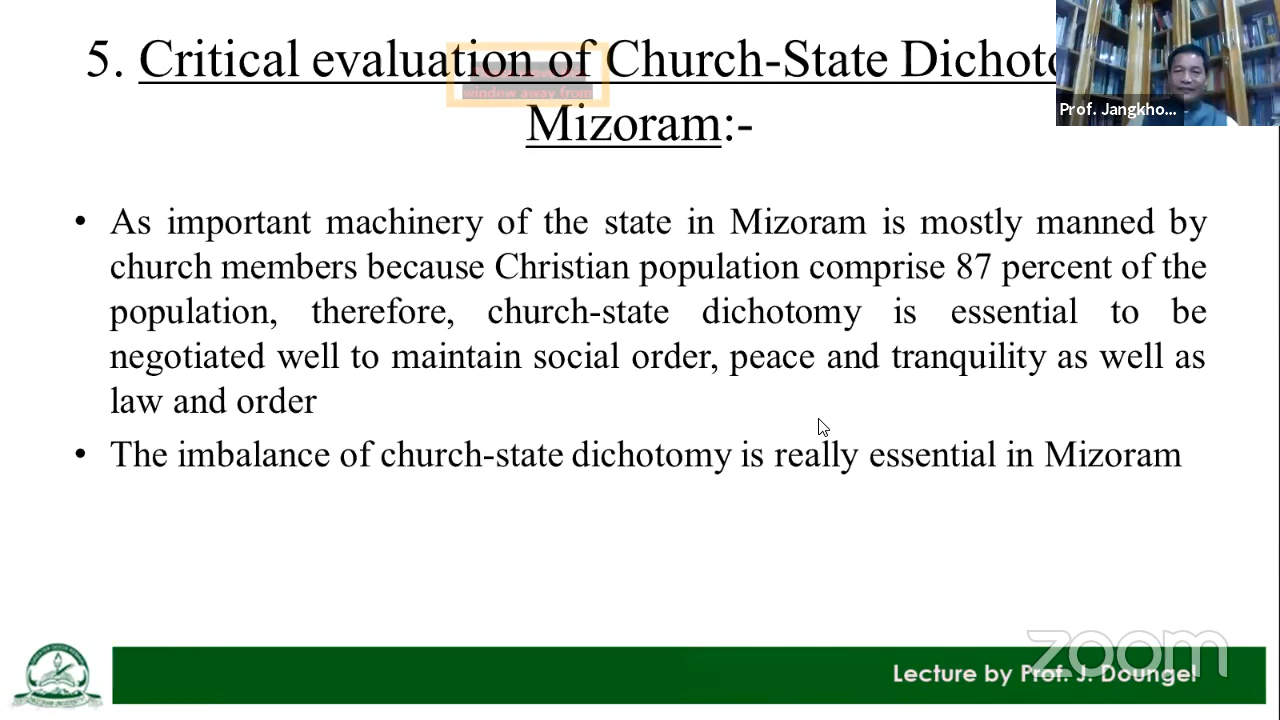 5. Critical evaluation of Church-State
Mizoram:-
window away from
Prof. Jangkho...
• As important machinery of the state in Mizoram is mostly manned by
church members because Christian population comprise 87 percent of the
population, therefore, church-state dichotomy is essential to be
negotiated well to maintain social order, peace and tranquility as well as
law and order
• The imbalance of church-state dichotomy is really essential in Mizoram
zoom
Lecture by Prof. J. Doungel